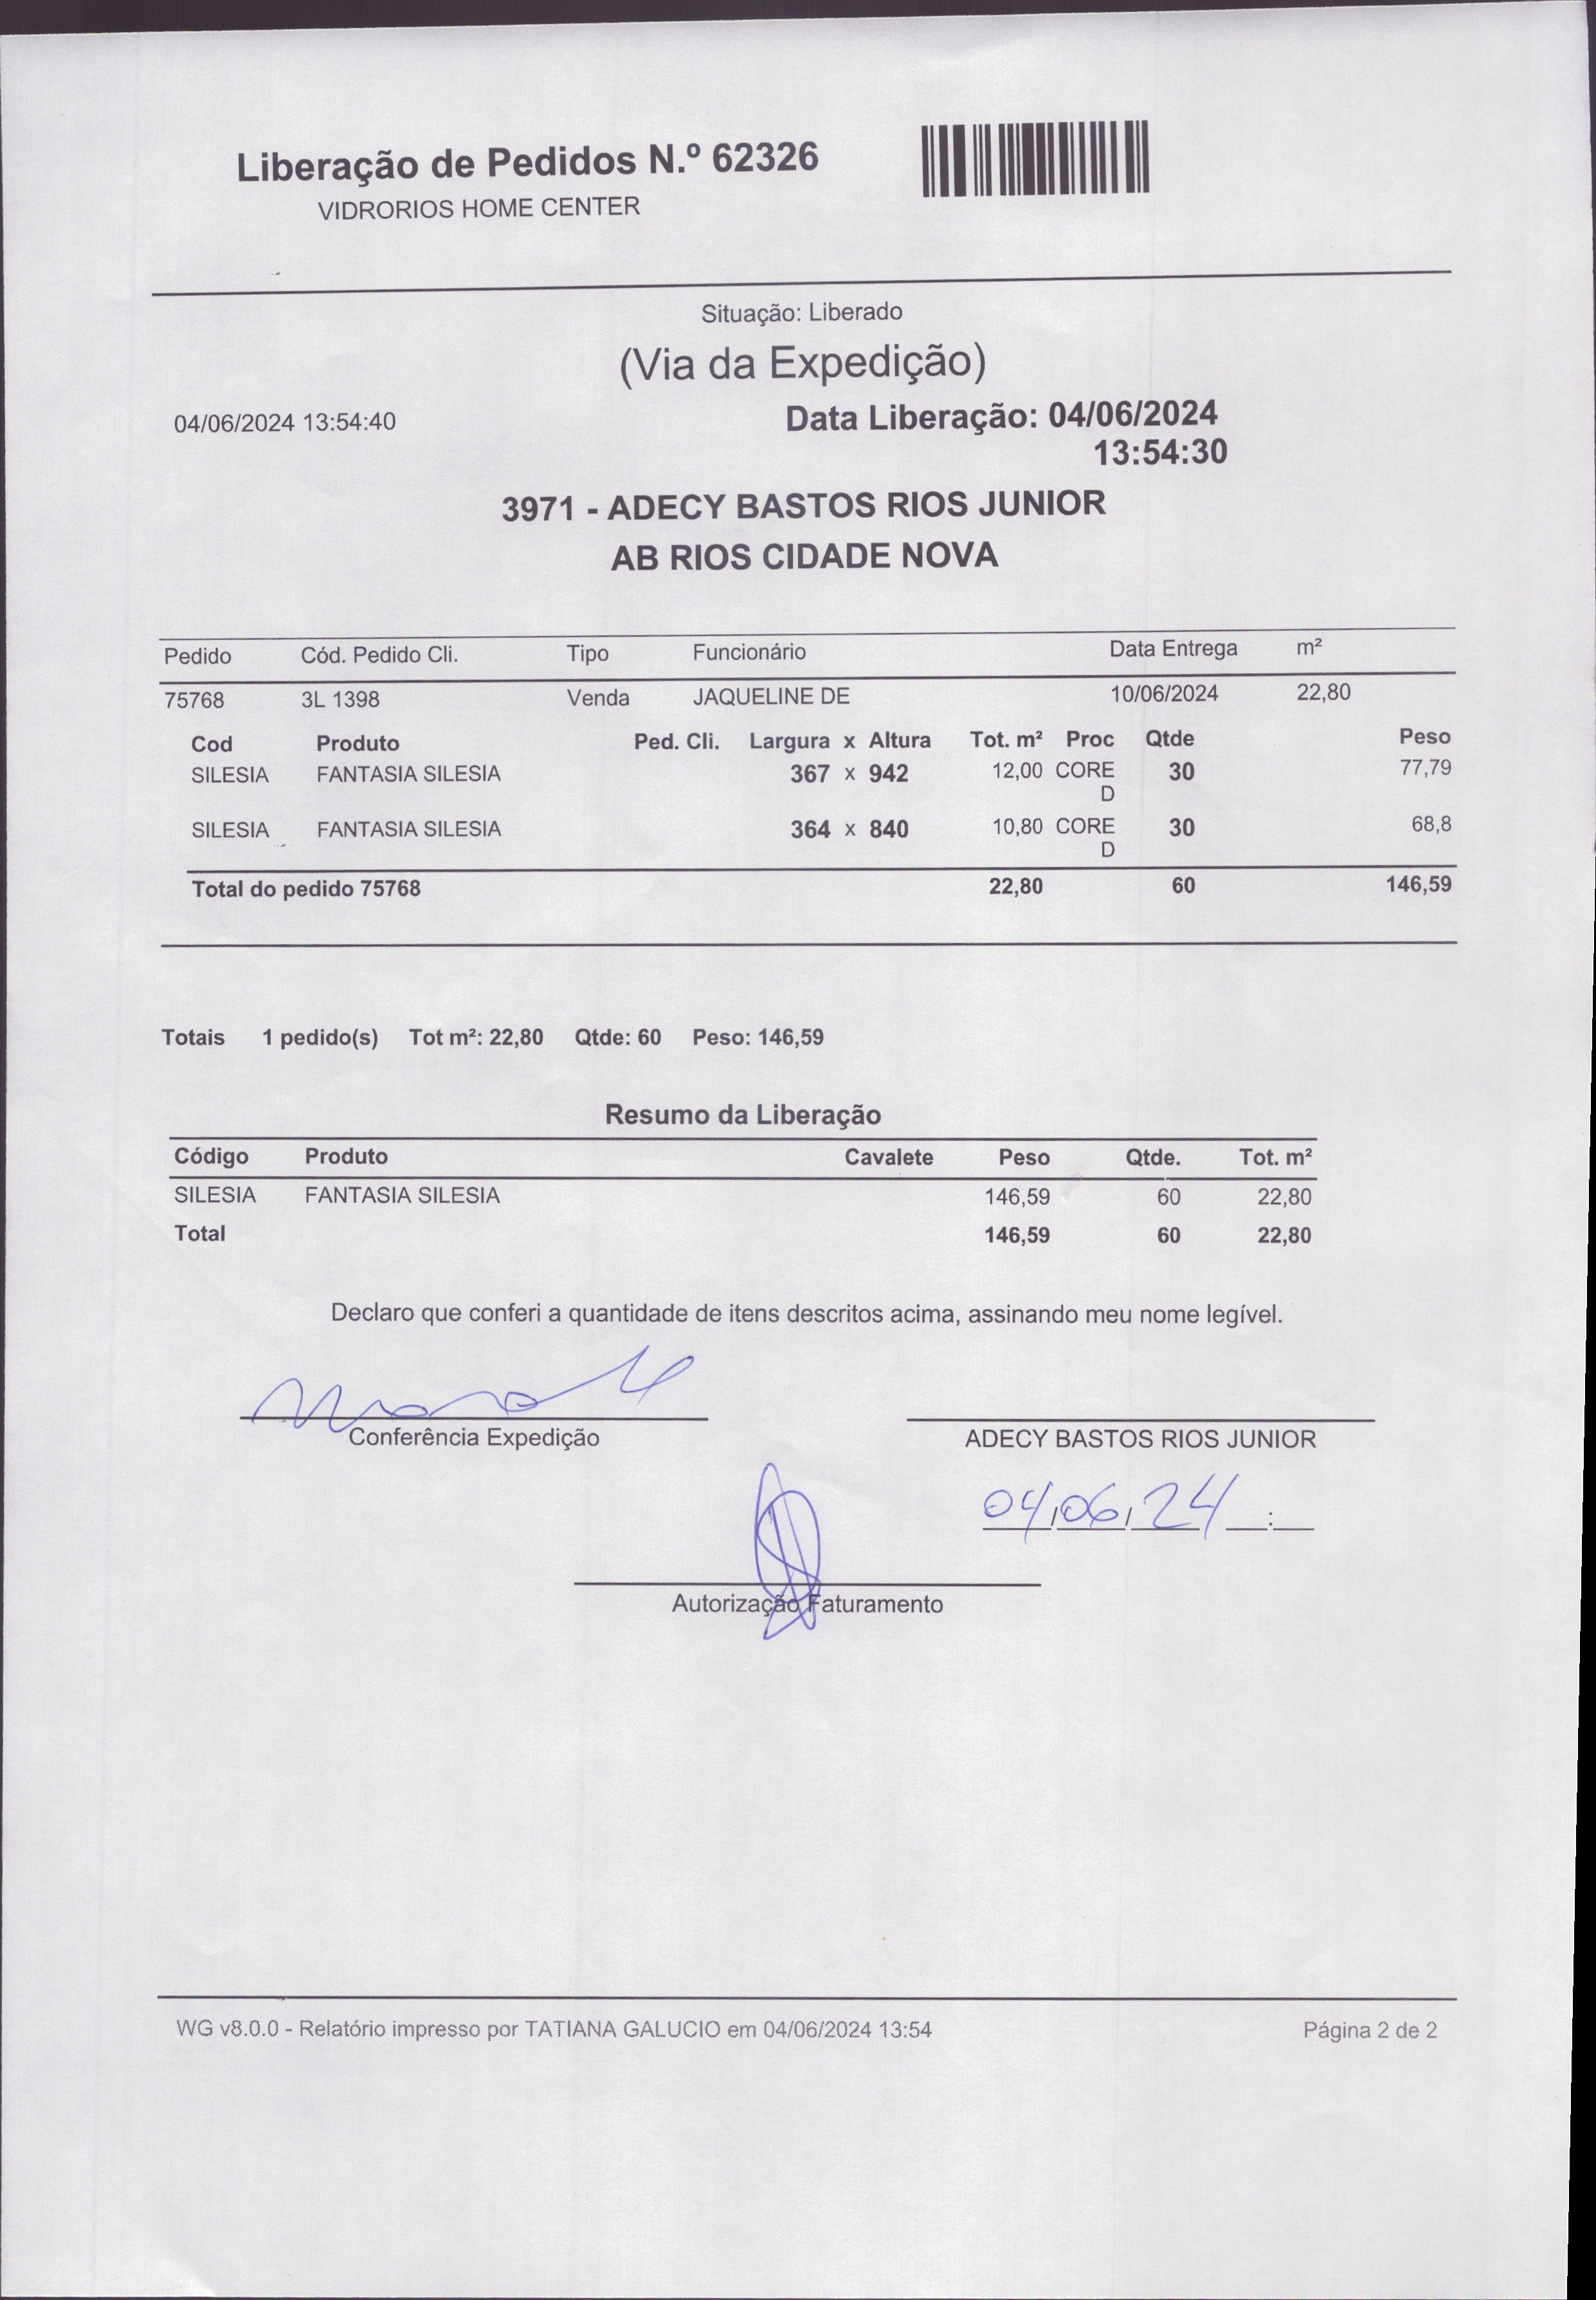 Liberação de Pedidos N.º 62326
VIDRORIOS HOME CENTER
Situação: Liberado
(Via da Expedição)
04/06/2024 13:54:40
Data Liberação: 04/06/2024
13:54:30
3971 - ADECY BASTOS RIOS JUNIOR
AB RIOS CIDADE NOVA
Pedido Cód. Pedido Cli. Tipo Funcionário Data Entrega m²
75768 3L 1398 Venda JAQUELINE DE 10/06/2024 22,80
Cod Produto Ped. Cli. Largura x Altura Tot. m² Proc Qtde Peso
SILESIA FANTASIA SILESIA 367 x 942 12,00 CORE 30 77,79
D
SILESIA FANTASIA SILESIA 364 x 840 10,80 CORE 30 68,8
D
Total do pedido 75768 22,80 60 146,59
Totais 1 pedido(s) Tot m²: 22,80 Qtde: 60 Peso: 146,59
Resumo da Liberação
Código Produto Cavalete Peso Qtde. Tot. m²
SILESIA FANTASIA SILESIA 146,59 60 22,80
Total 146,59 60 22,80
Declaro que conferi a quantidade de itens descritos acima, assinando meu nome legível.
Conferência Expedição
ADECY BASTOS RIOS JUNIOR
04/06/24 __:__
Autorização Faturamento
WG v8.0.0 - Relatório impresso por TATIANA GALUCIO em 04/06/2024 13:54
Página 2 de 2